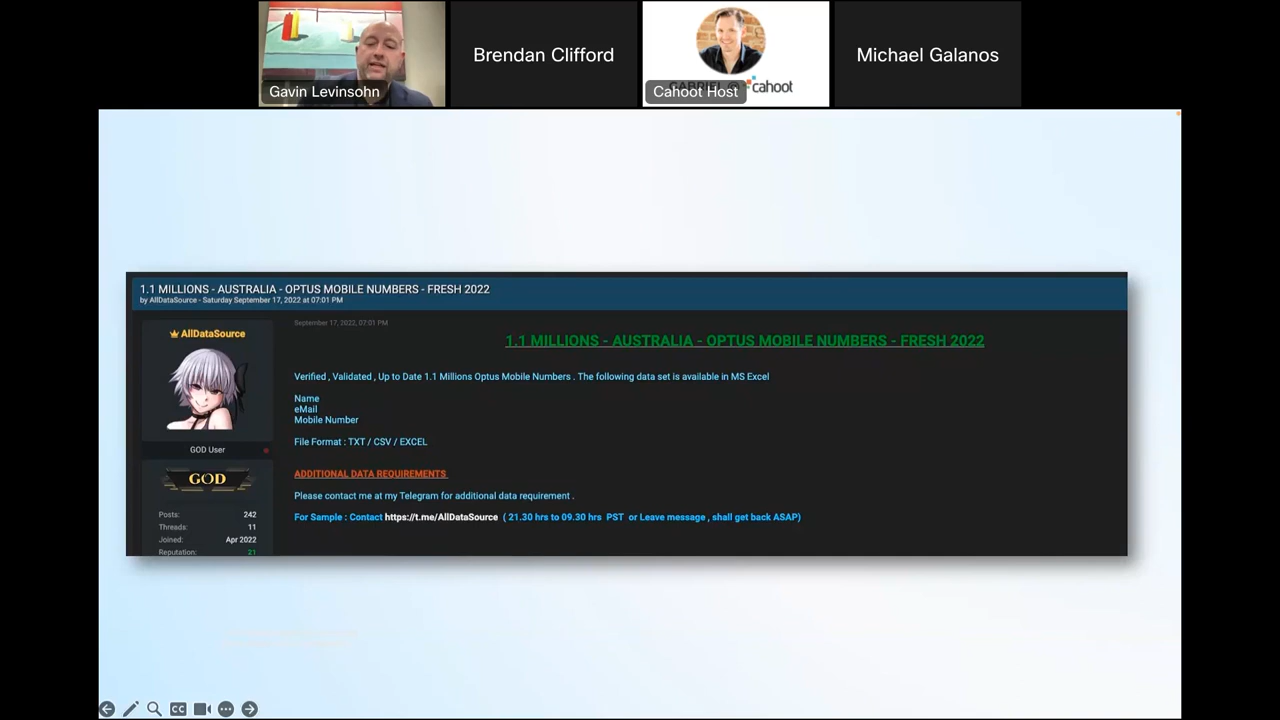 Gavin Levinsohn
Brendan Clifford
cahoot
Cahoot Host
Michael Galanos
1.1 MILLIONS - AUSTRALIA - OPTUS MOBILE NUMBERS - FRESH 2022
by AllDataSource - Saturday September 17, 2022 at 07:01 PM
AllDataSource
GOD User
GOD
Posts: 242
Threads: 11
Joined: Apr 2022
Reputation: 21
September 17, 2022, 07:01 PM
1.1 MILLIONS - AUSTRALIA - OPTUS MOBILE NUMBERS - FRESH 2022
Verified , Validated , Up to Date 1.1 Millions Optus Mobile Numbers . The following data set is available in MS Excel
Name
eMail
Mobile Number
File Format : TXT / CSV / EXCEL
ADDITIONAL DATA REQUIREMENTS
Please contact me at my Telegram for additional data requirement .
For Sample : Contact https://t.me/AllDataSource ( 21.30 hrs to 09.30 hrs PST or Leave message , shall get back ASAP)
CC